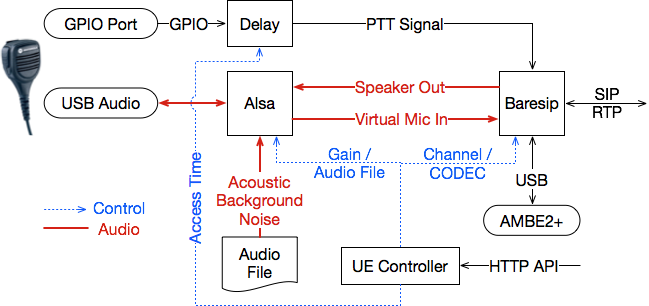 GPIO Port
GPIO
Delay
PTT Signal
USB Audio
Alsa
Speaker Out
Virtual Mic In
Baresip
SIP
RTP
Gain /
Audio File
Channel /
CODEC
USB
AMBE2+
Access Time
Acoustic
Background
Noise
Control
Audio
Audio
File
UE Controller
HTTP API